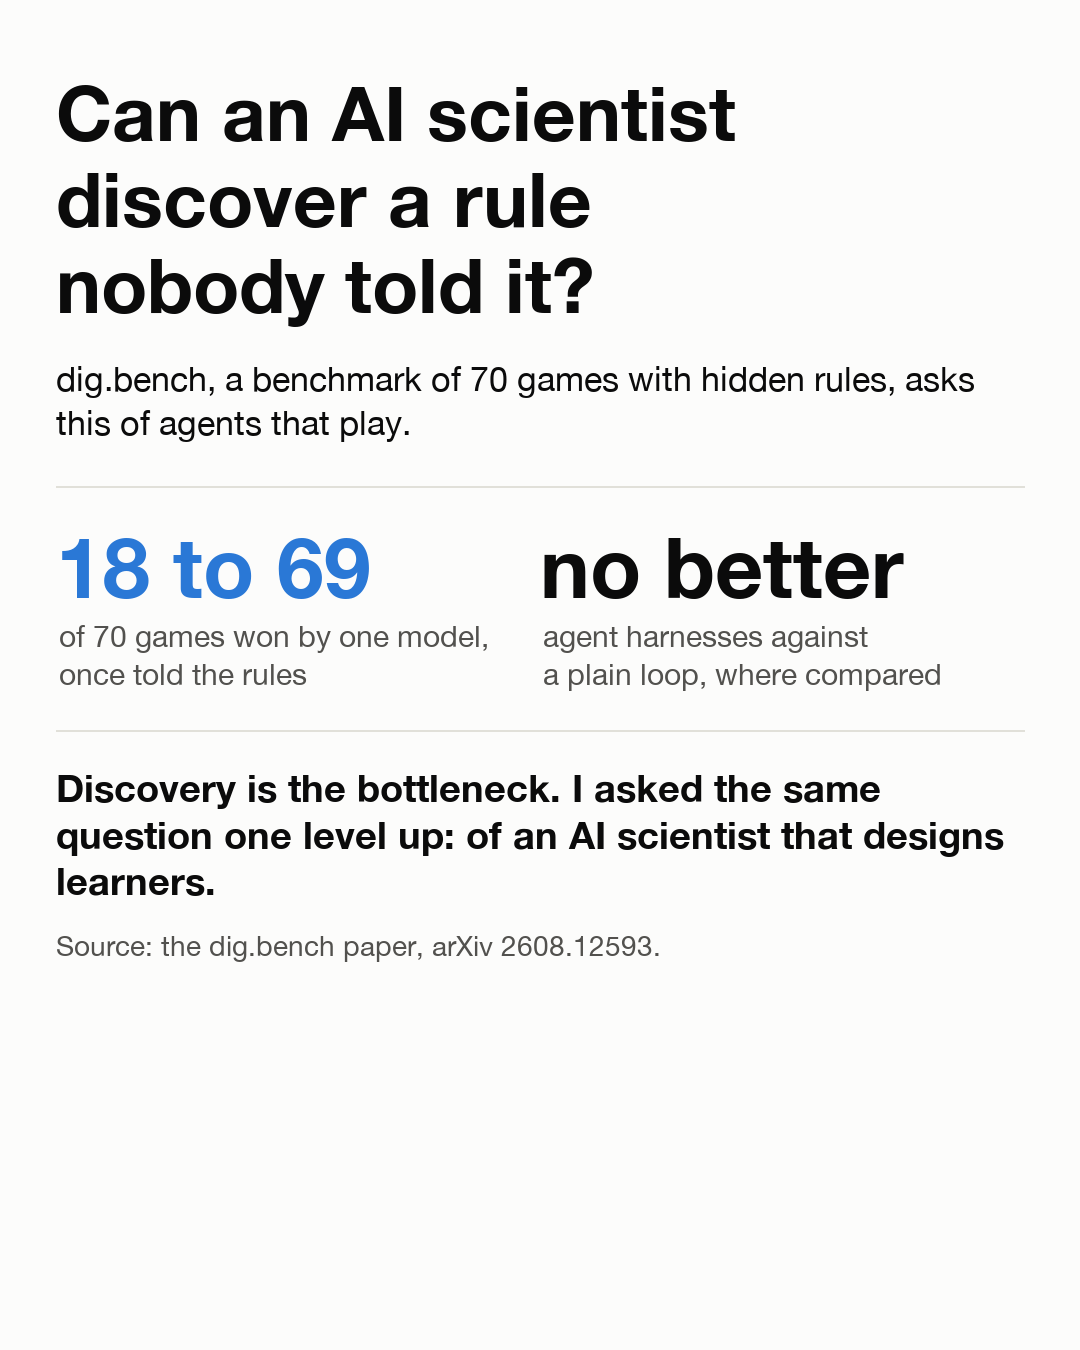 Can an AI scientist
discover a rule
nobody told it?
dig.bench, a benchmark of 70 games with hidden rules, asks
this of agents that play.
18 to 69
of 70 games won by one model,
once told the rules
no better
agent harnesses against
a plain loop, where compared
Discovery is the bottleneck. I asked the same
question one level up: of an AI scientist that designs
learners.
Source: the dig.bench paper, arXiv 2608.12593.